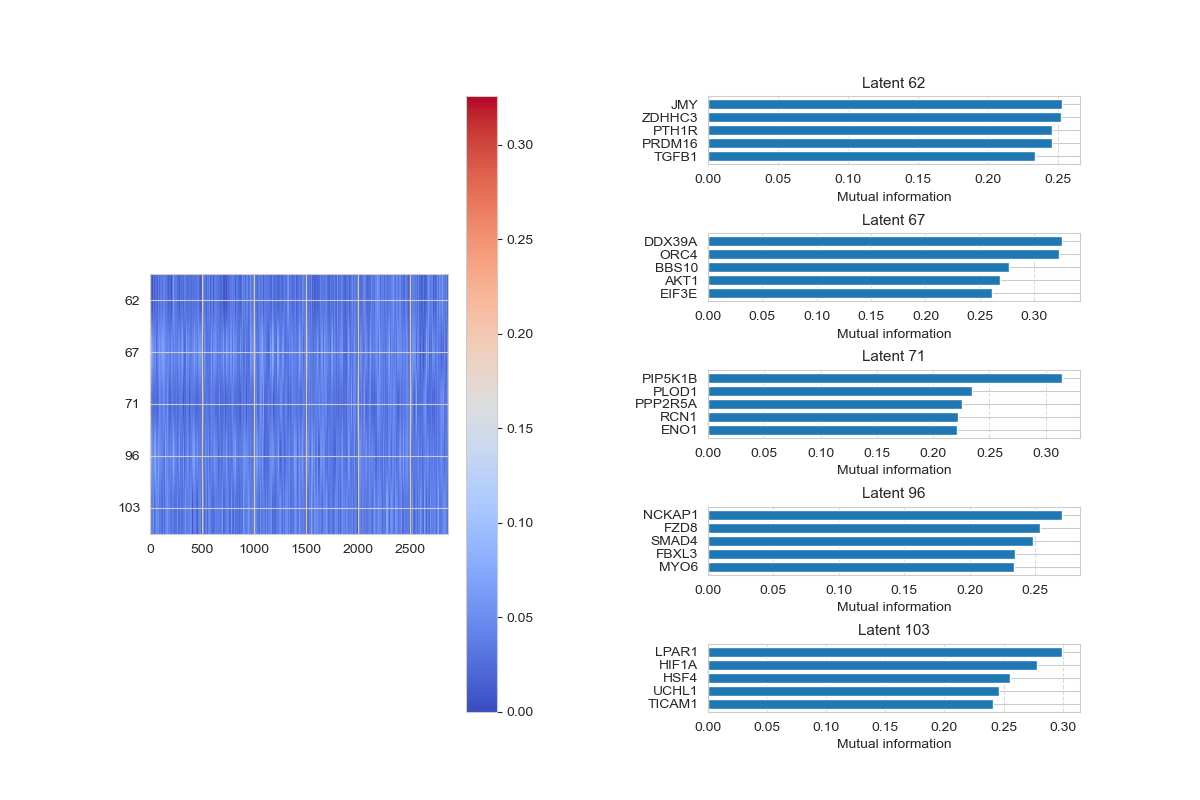 0.30
0.25
0.20
0.15
0.10
0.05
0.00
62
67
71
96
103
0 500 1000 1500 2000 2500
Latent 62
JMY
ZDHHC3
PTH1R
PRDM16
TGFB1
0.00 0.05 0.10 0.15 0.20 0.25
Mutual information
Latent 67
DDX39A
ORC4
BBS10
AKT1
EIF3E
0.00 0.05 0.10 0.15 0.20 0.25 0.30
Mutual information
Latent 71
PIP5K1B
PLOD1
PPP2R5A
RCN1
ENO1
0.00 0.05 0.10 0.15 0.20 0.25 0.30
Mutual information
Latent 96
NCKAP1
FZD8
SMAD4
FBXL3
MYO6
0.00 0.05 0.10 0.15 0.20 0.25
Mutual information
Latent 103
LPAR1
HIF1A
HSF4
UCHL1
TICAM1
0.00 0.05 0.10 0.15 0.20 0.25 0.30
Mutual information